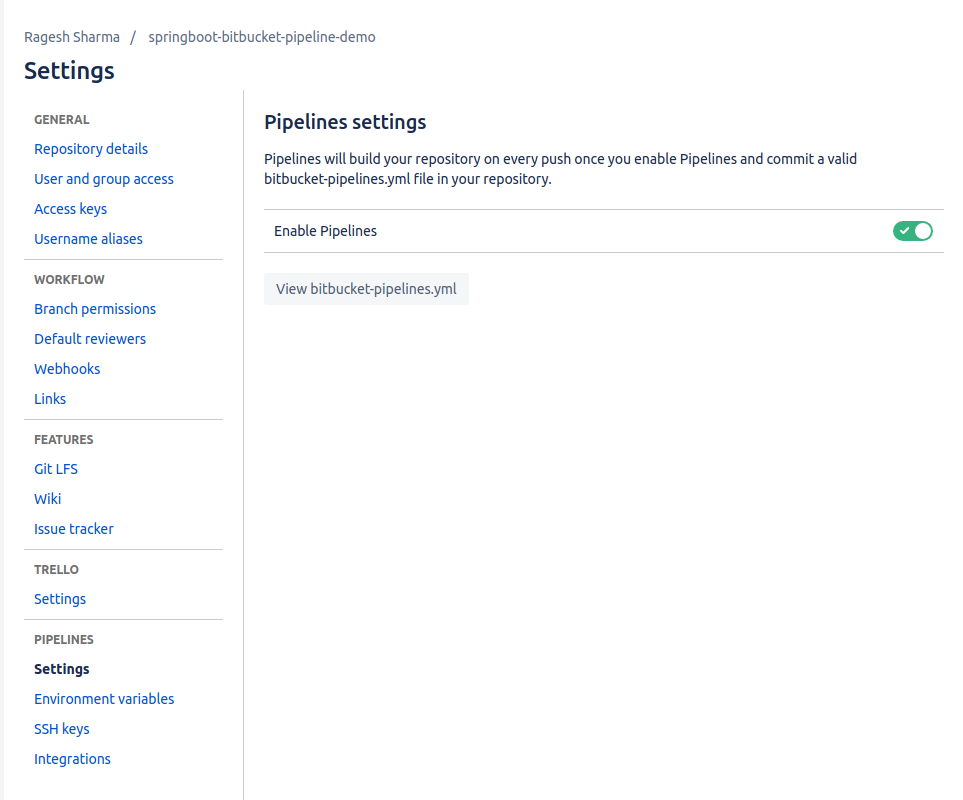 Ragesh Sharma / springboot-bitbucket-pipeline-demo
Settings
GENERAL
Repository details
User and group access
Access keys
Username aliases
WORKFLOW
Branch permissions
Default reviewers
Webhooks
Links
FEATURES
Git LFS
Wiki
Issue tracker
TRELLO
Settings
PIPELINES
Settings
Environment variables
SSH keys
Integrations
Pipelines settings
Pipelines will build your repository on every push once you enable Pipelines and commit a valid
bitbucket-pipelines.yml file in your repository.
Enable Pipelines
View bitbucket-pipelines.yml